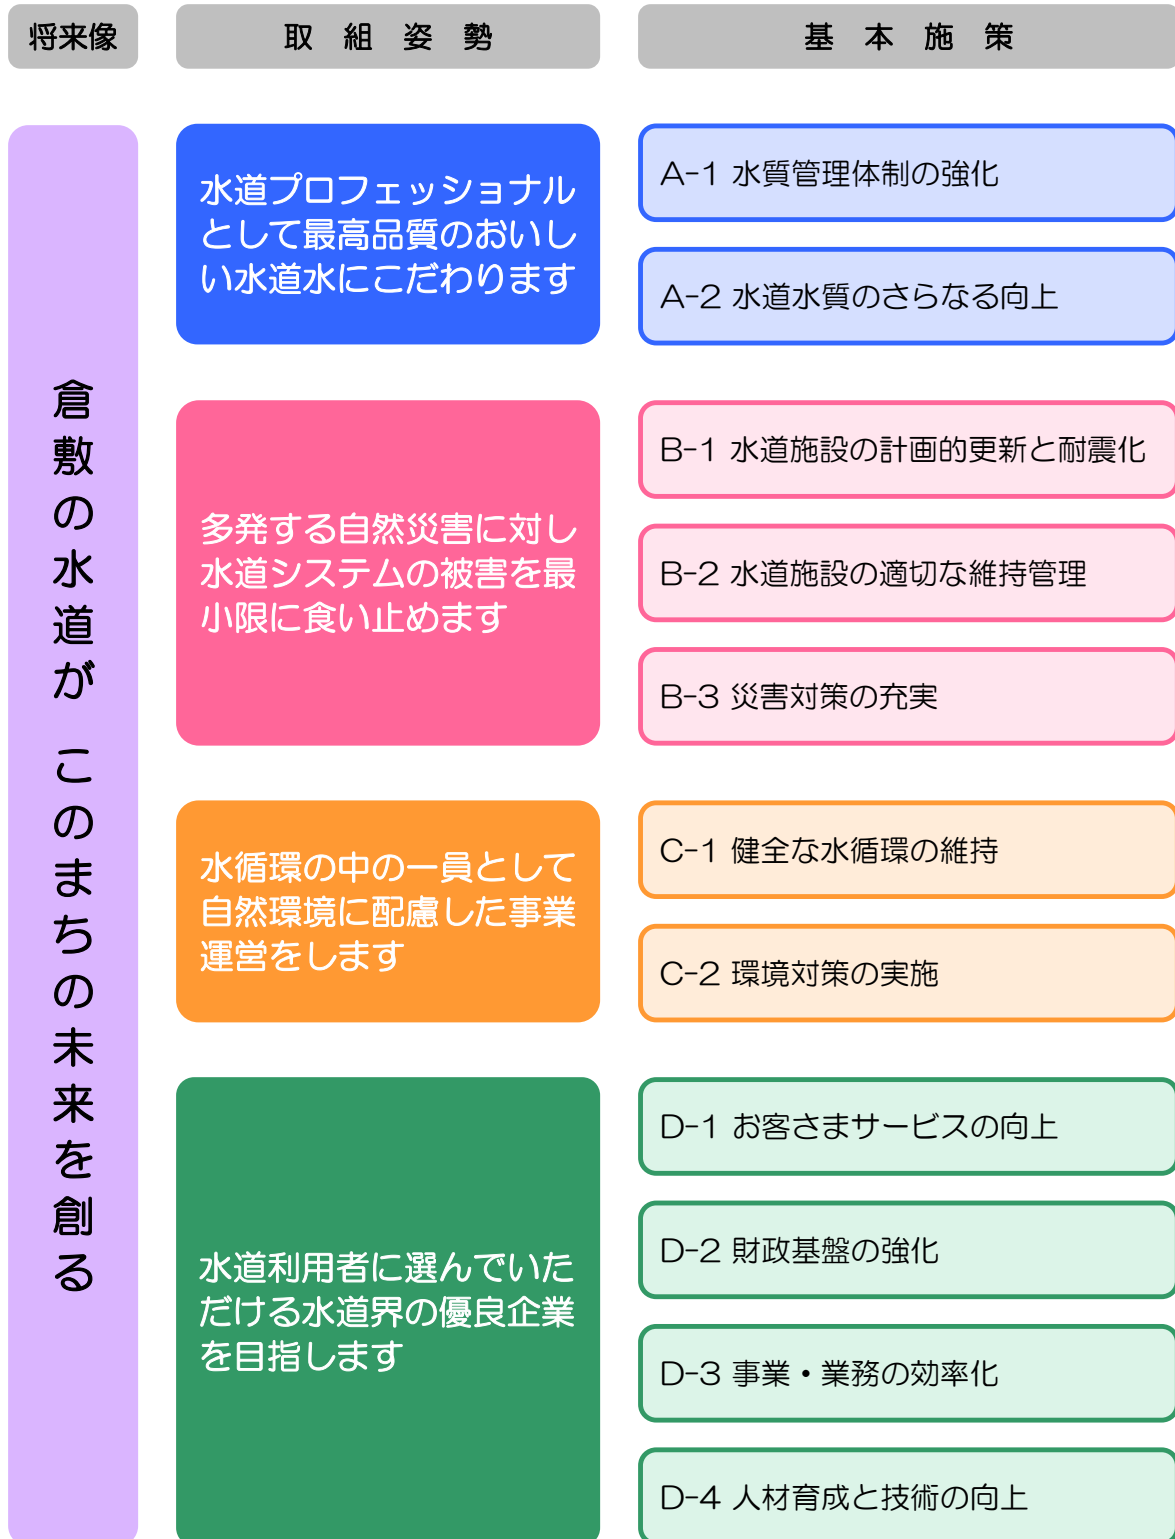 将来像
取組姿勢
基本施策
倉敷の水道が このまちの未来を創る
水道プロフェッショナル
として最高品質のおいし
い水道水にこだわります
A-1 水質管理体制の強化
A-2 水道水質のさらなる向上
多発する自然災害に対し
水道システムの被害を最
小限に食い止めます
B-1 水道施設の計画的更新と耐震化
B-2 水道施設の適切な維持管理
B-3 災害対策の充実
水循環の中の一員として
自然環境に配慮した事業
運営をします
C-1 健全な水循環の維持
C-2 環境対策の実施
水道利用者に選んでいた
だける水道界の優良企業
を目指します
D-1 お客さまサービスの向上
D-2 財政基盤の強化
D-3 事業・業務の効率化
D-4 人材育成と技術の向上